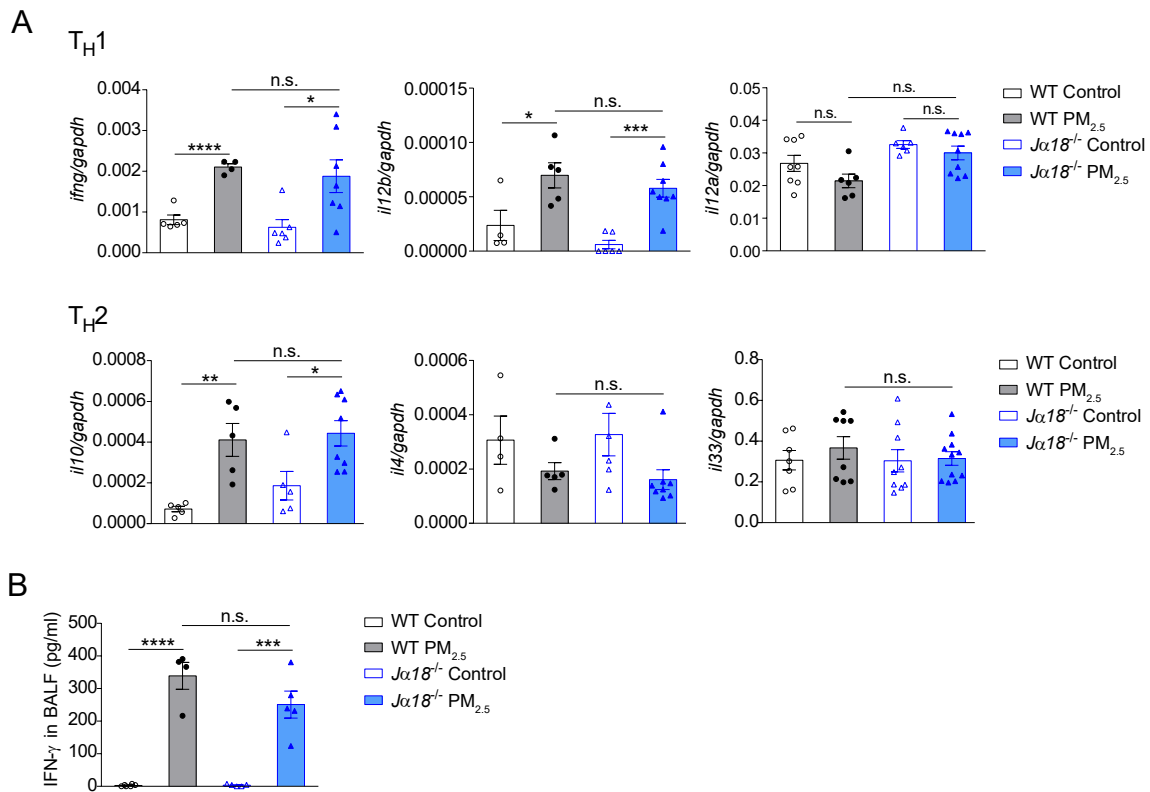 A
T_H1
ifng/gapdh
0.004
0.003
0.002
0.001
0.000
****
n.s.
*
il12b/gapdh
0.00015
0.00010
0.00005
0.00000
*
n.s.
***
il12a/gapdh
0.05
0.04
0.03
0.02
0.01
0.00
n.s.
n.s.
n.s.
WT Control
WT PM2.5
Jα18-/- Control
Jα18-/- PM2.5
T_H2
il10/gapdh
0.0008
0.0006
0.0004
0.0002
0.0000
**
n.s.
*
il4/gapdh
0.0006
0.0004
0.0002
0.0000
n.s.
il33/gapdh
0.8
0.6
0.4
0.2
0.0
n.s.
WT Control
WT PM2.5
Jα18-/- Control
Jα18-/- PM2.5
B
IFN-γ in BALF (pg/ml)
500
400
300
200
100
0
****
n.s.
***
WT Control
WT PM2.5
Jα18-/- Control
Jα18-/- PM2.5